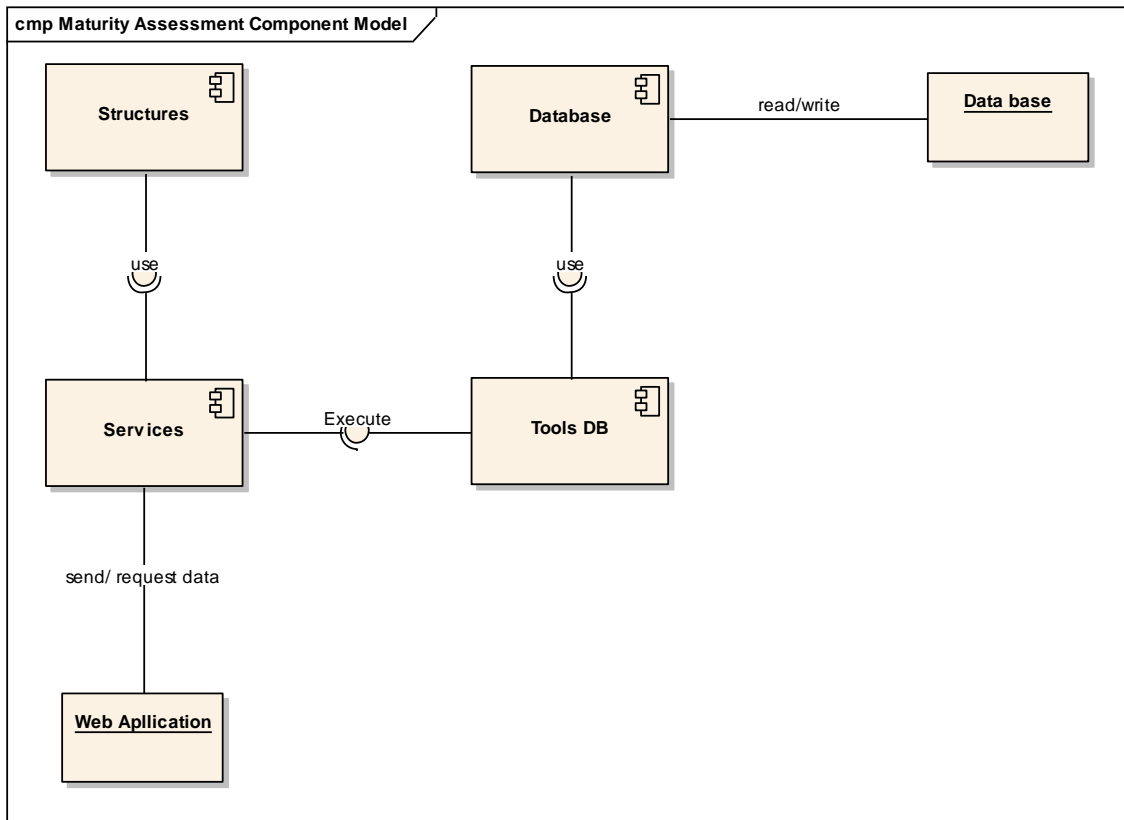 cmp Maturity Assessment Component Model
Structures
Database
read/write
Data base
use
use
Services
Execute
Tools DB
send/ request data
Web Apllication